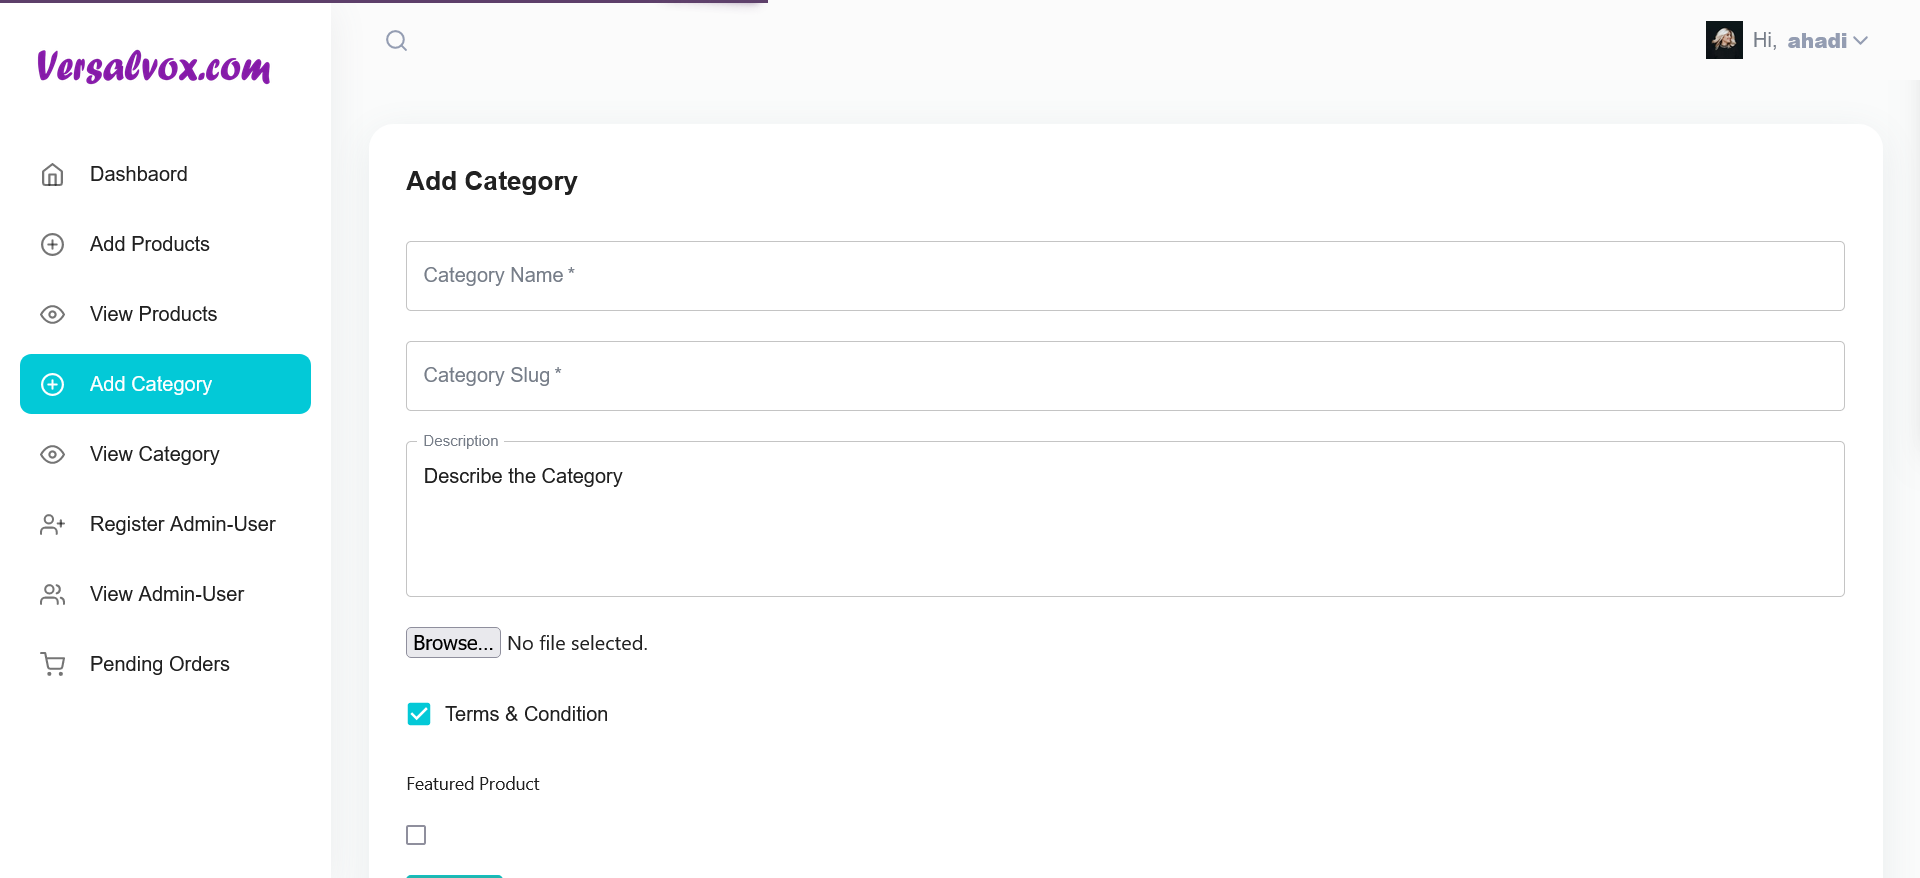 Versalvox.com
Hi, ahadi
Dashbaord
Add Products
View Products
Add Category
View Category
Register Admin-User
View Admin-User
Pending Orders
Add Category
Category Name *
Category Slug *
Description
Describe the Category
Browse... No file selected.
Terms & Condition
Featured Product